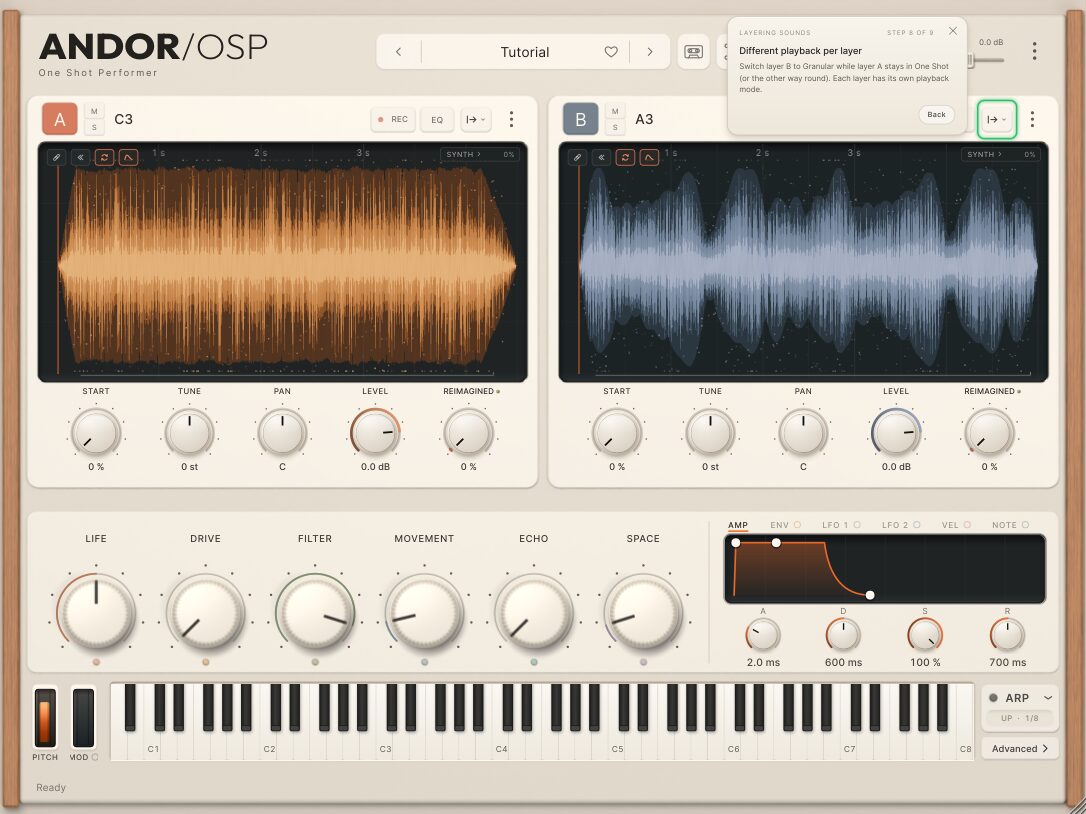 ANDOR/OSP
One Shot Performer
Tutorial
LAYERING SOUNDS
STEP 8 OF 9
Different playback per layer
Switch layer B to Granular while layer A stays in One Shot
(or the other way round). Each layer has its own playback
mode.
Back
0.0 dB
A
M
S
C3
REC
EQ
B
M
S
A3
1 s
2 s
3 s
SYNTH
0%
1 s
2 s
3 s
SYNTH
0%
START
TUNE
PAN
LEVEL
REIMAGINED
0 %
0 st
C
0.0 dB
0 %
START
TUNE
PAN
LEVEL
REIMAGINED
0 %
0 st
C
0.0 dB
0 %
LIFE
DRIVE
FILTER
MOVEMENT
ECHO
SPACE
AMP
ENV
LFO 1
LFO 2
VEL
NOTE
A
D
S
R
2.0 ms
600 ms
100 %
700 ms
PITCH
MOD
C1
C2
C3
C4
C5
C6
C7
C8
ARP
UP · 1/8
Advanced
Ready